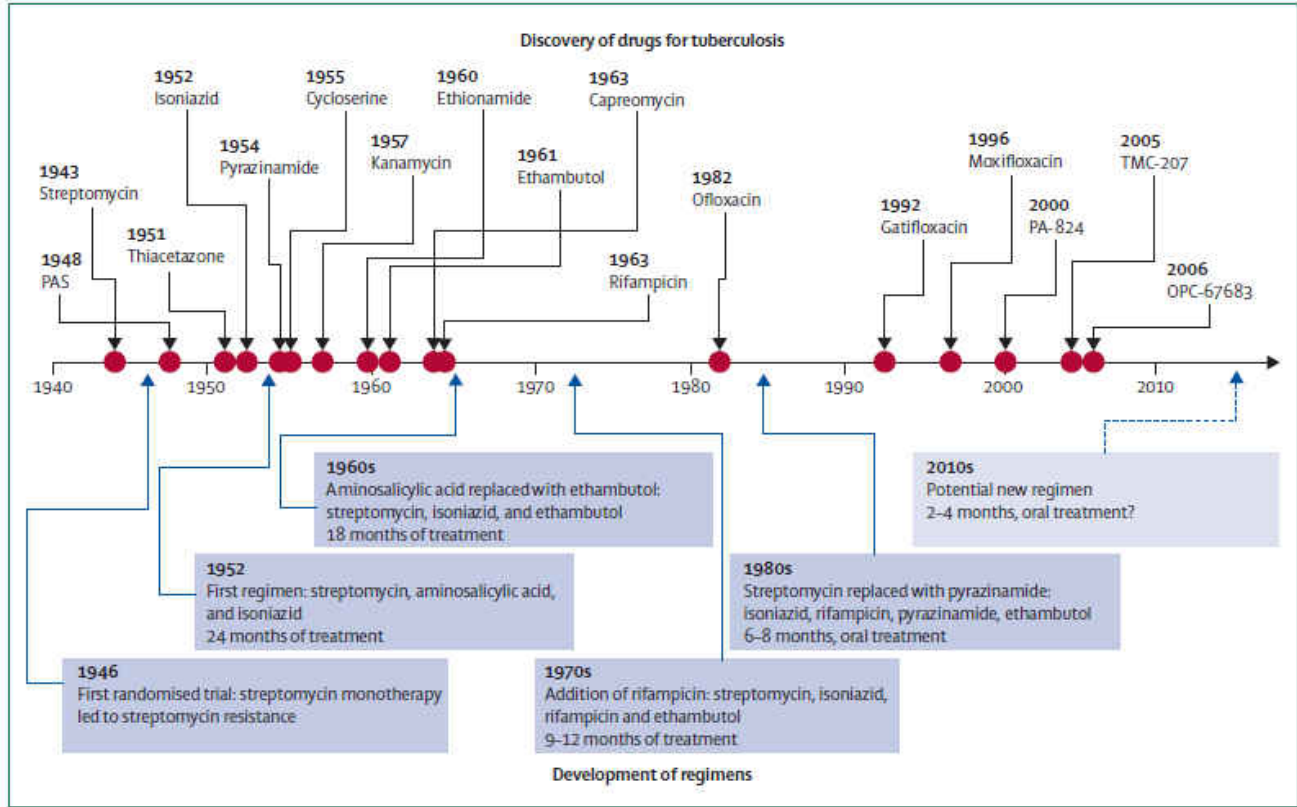 Discovery of drugs for tuberculosis
1943
Streptomycin
1948
PAS
1951
Thiacetazone
1952
Isoniazid
1954
Pyrazinamide
1955
Cycloserine
1957
Kanamycin
1960
Ethionamide
1961
Ethambutol
1963
Capreomycin
1963
Rifampicin
1982
Ofloxacin
1992
Gatifloxacin
1996
Moxifloxacin
2000
PA-824
2005
TMC-207
2006
OPC-67683
1940
1950
1960
1970
1980
1990
2000
2010
1960s
Aminosalicylic acid replaced with ethambutol:
streptomycin, isoniazid, and ethambutol
18 months of treatment
1952
First regimen: streptomycin, aminosalicylic acid,
and isoniazid
24 months of treatment
1946
First randomised trial: streptomycin monotherapy
led to streptomycin resistance
2010s
Potential new regimen
2–4 months, oral treatment?
1980s
Streptomycin replaced with pyrazinamide:
isoniazid, rifampicin, pyrazinamide, ethambutol
6–8 months, oral treatment
1970s
Addition of rifampicin: streptomycin, isoniazid,
rifampicin and ethambutol
9–12 months of treatment
Development of regimens